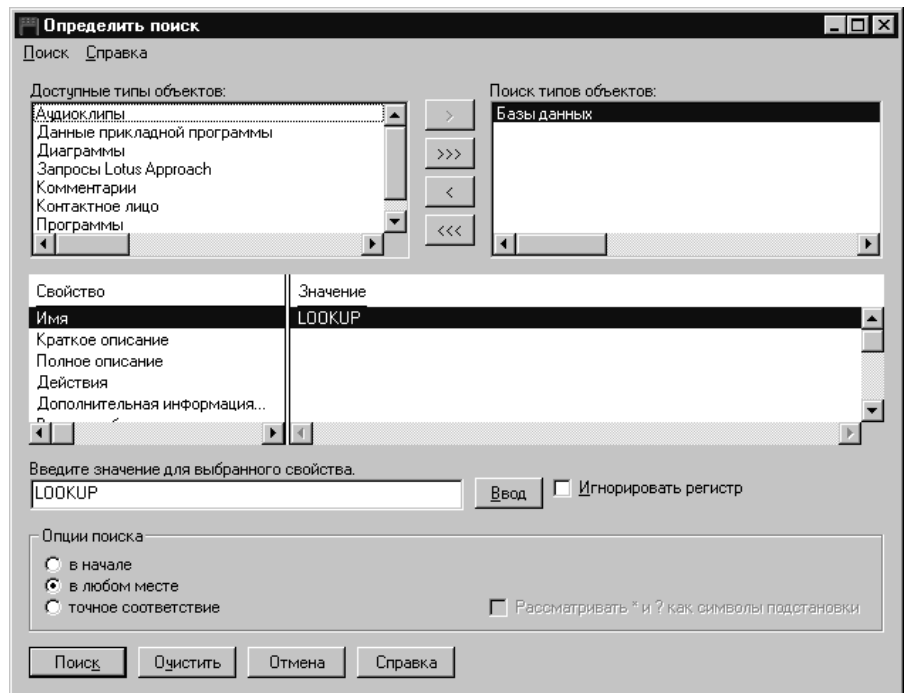 Определить поиск
Поиск Справка
Доступные типы объектов:
Аудиоклипы
Данные прикладной программы
Диаграммы
Запросы Lotus Approach
Комментарии
Контактное лицо
Программы
>
>>>
<
<<<
Поиск типов объектов:
Базы данных
Свойство Значение
Имя LOOKUP
Краткое описание
Полное описание
Действия
Дополнительная информация...
Введите значение для выбранного свойства.
LOOKUP Ввод Игнорировать регистр
Опции поиска
в начале
в любом месте
точное соответствие
Рассматривать * и ? как символы подстановки
Поиск Очистить Отмена Справка